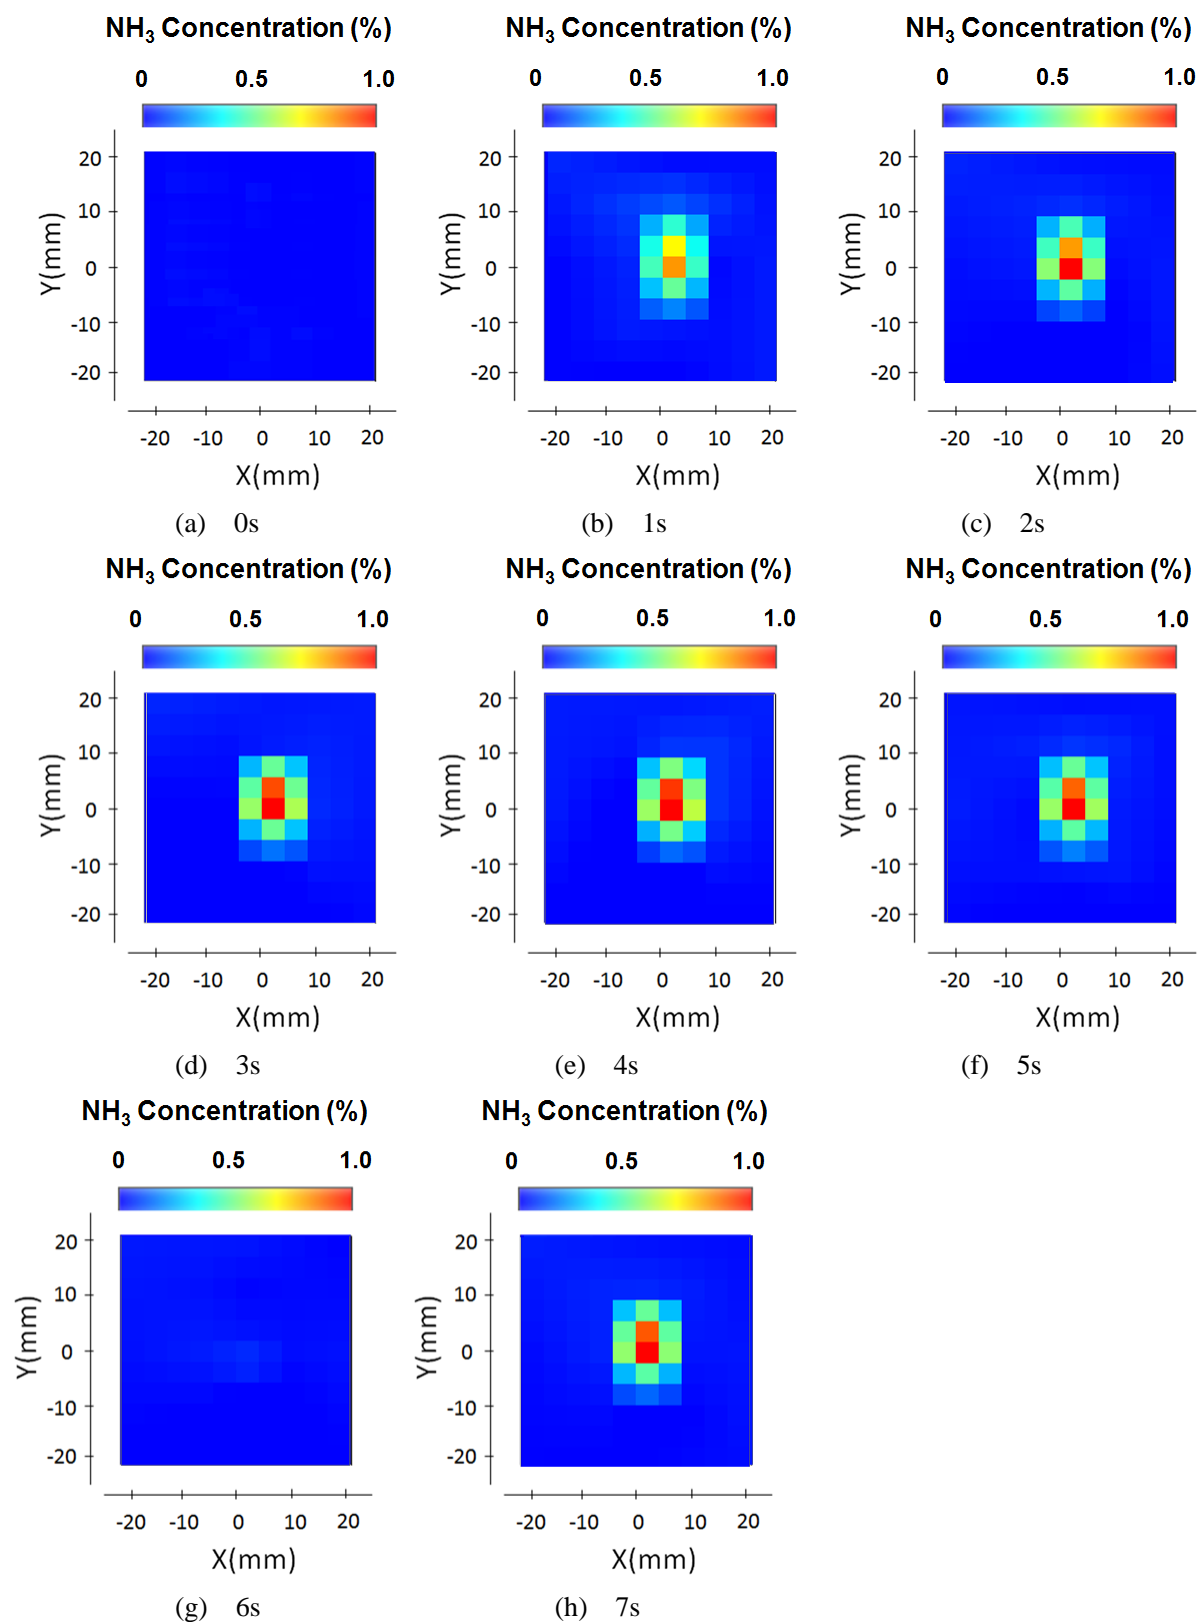 NH3 Concentration (%) NH3 Concentration (%) NH3 Concentration (%)
0 0.5 1.0 0 0.5 1.0 0 0.5 1.0
20 20 20
10 10 10
0 0 0
-10 -10 -10
-20 -20 -20
Y(mm) Y(mm) Y(mm)
-20 -10 0 10 20 -20 -10 0 10 20 -20 -10 0 10 20
X(mm) X(mm) X(mm)
(a) 0s (b) 1s (c) 2s
NH3 Concentration (%) NH3 Concentration (%) NH3 Concentration (%)
0 0.5 1.0 0 0.5 1.0 0 0.5 1.0
20 20 20
10 10 10
0 0 0
-10 -10 -10
-20 -20 -20
Y(mm) Y(mm) Y(mm)
-20 -10 0 10 20 -20 -10 0 10 20 -20 -10 0 10 20
X(mm) X(mm) X(mm)
(d) 3s (e) 4s (f) 5s
NH3 Concentration (%) NH3 Concentration (%)
0 0.5 1.0 0 0.5 1.0
20 20
10 10
0 0
-10 -10
-20 -20
Y(mm) Y(mm)
-20 -10 0 10 20 -20 -10 0 10 20
X(mm) X(mm)
(g) 6s (h) 7s